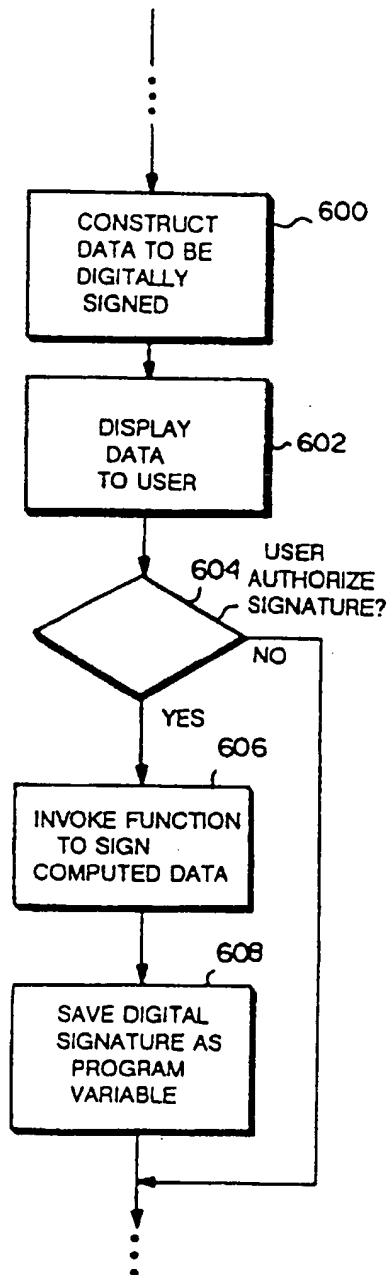 CONSTRUCT
DATA TO BE
DIGITALLY
SIGNED
600
DISPLAY
DATA
TO USER
602
604
USER
AUTHORIZE
SIGNATURE?
NO
YES
606
INVOKE FUNCTION
TO SIGN
COMPUTED DATA
608
SAVE DIGITAL
SIGNATURE AS
PROGRAM
VARIABLE